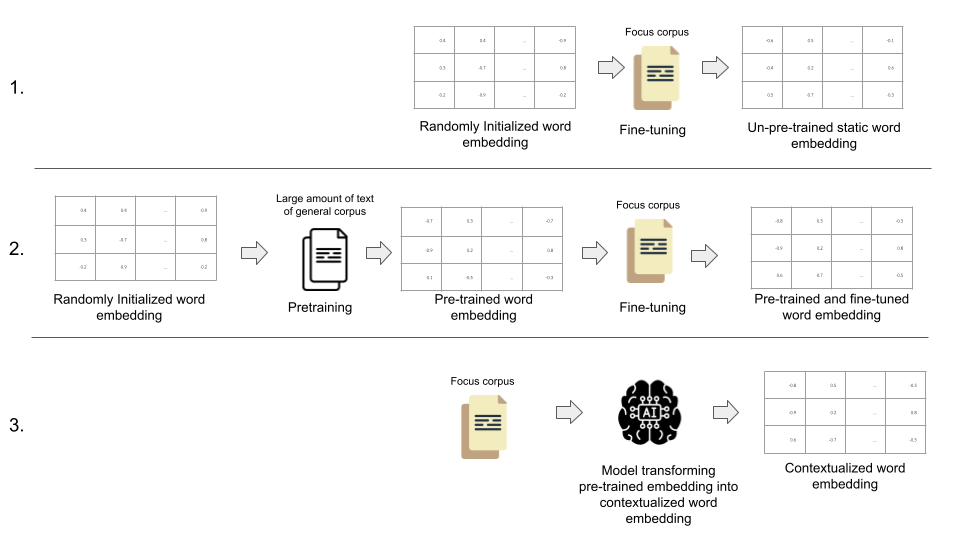 1.
0.4 0.4 ... -0.9
0.3 -0.7 ... 0.8
-0.2 -0.9 ... -0.2
Randomly Initialized word
embedding
Focus corpus
Fine-tuning
-0.6 0.5 ... -0.1
-0.4 0.2 ... 0.6
0.5 -0.7 ... -0.3
Un-pre-trained static word
embedding
2.
0.4 0.4 ... -0.9
0.3 -0.7 ... 0.8
-0.2 0.9 ... -0.2
Randomly Initialized word
embedding
Large amount of text
of general corpus
Pretraining
-0.7 0.3 ... -0.7
-0.9 0.2 ... 0.8
0.1 -0.5 ... -0.3
Pre-trained word
embedding
Focus corpus
Fine-tuning
-0.8 0.5 ... -0.5
-0.9 0.2 ... 0.8
0.6 0.7 ... -0.5
Pre-trained and fine-tuned
word embedding
3.
Focus corpus
AI
Model transforming
pre-trained embedding into
contextualized word
embedding
-0.8 0.5 ... -0.5
-0.9 0.2 ... 0.8
0.6 -0.7 ... -0.5
Contextualized word
embedding